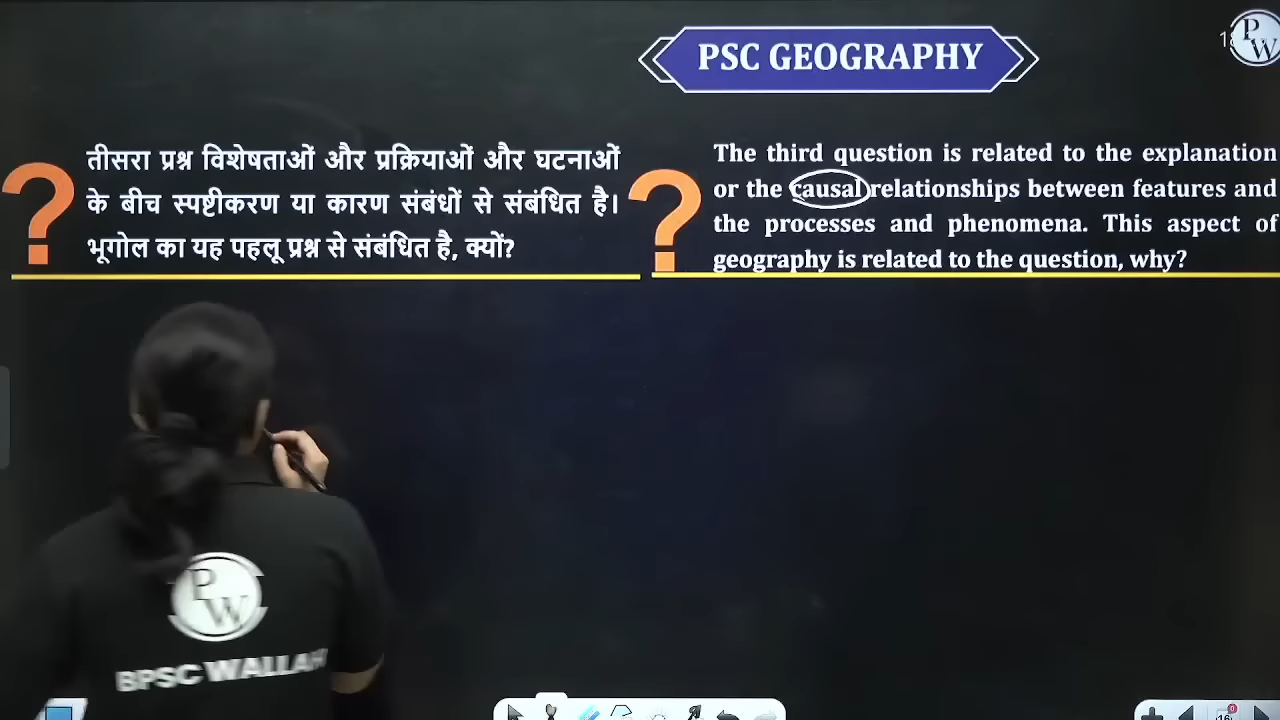 PSC GEOGRAPHY
PW
तीसरा प्रश्न विशेषताओं और प्रक्रियाओं और घटनाओं
के बीच स्पष्टीकरण या कारण संबंधों से संबंधित है।
भूगोल का यह पहलू प्रश्न से संबंधित है, क्यों?
The third question is related to the explanation
or the causal relationships between features and
the processes and phenomena. This aspect of
geography is related to the question, why?
PW
BPSC WALLAH